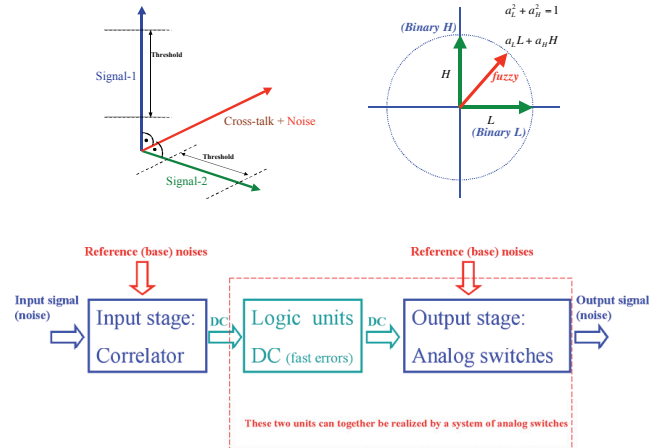 Threshold
Signal-1
Cross-talk + Noise
Threshold
Signal-2
(Binary H)
a_L^2 + a_H^2 = 1
a_L L + a_H H
H
fuzzy
L
(Binary L)
Reference (base) noises
Reference (base) noises
Input signal
(noise)
Input stage:
Correlator
DC
Logic units
DC (fast errors)
DC
Output stage:
Analog switches
Output signal
(noise)
These two units can together be realized by a system of analog switches